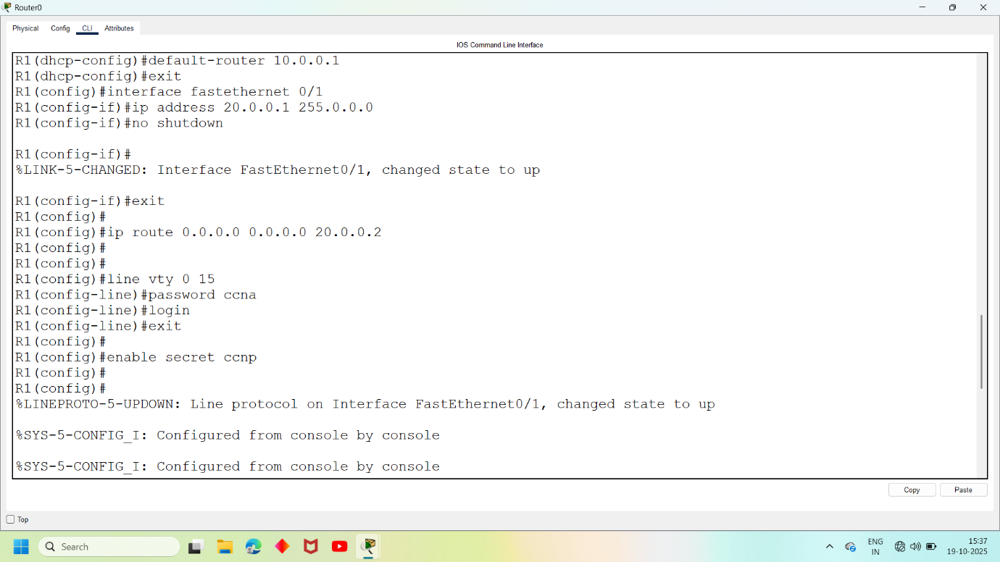 Router0
Physical Config CLI Attributes
IOS Command Line Interface
R1(dhcp-config)#default-router 10.0.0.1
R1(dhcp-config)#exit
R1(config)#interface fastethernet 0/1
R1(config-if)#ip address 20.0.0.1 255.0.0.0
R1(config-if)#no shutdown
R1(config-if)#
%LINK-5-CHANGED: Interface FastEthernet0/1, changed state to up
R1(config-if)#exit
R1(config)#
R1(config)#ip route 0.0.0.0 0.0.0.0 20.0.0.2
R1(config)#
R1(config)#
R1(config)#line vty 0 15
R1(config-line)#password ccna
R1(config-line)#login
R1(config-line)#exit
R1(config)#
R1(config)#enable secret ccnp
R1(config)#
R1(config)#
%LINEPROTO-5-UPDOWN: Line protocol on Interface FastEthernet0/1, changed state to up
%SYS-5-CONFIG_I: Configured from console by console
%SYS-5-CONFIG_I: Configured from console by console
Copy Paste
Top
Search
ENG
IN
15:37
19-10-2025